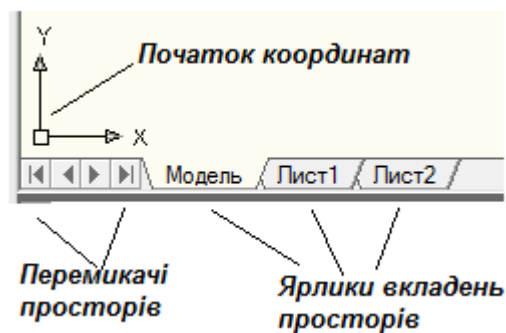 Y
Початок координат
X
Модель Лист1 Лист2
Перемикачі
просторів
Ярлики вкладень
просторів